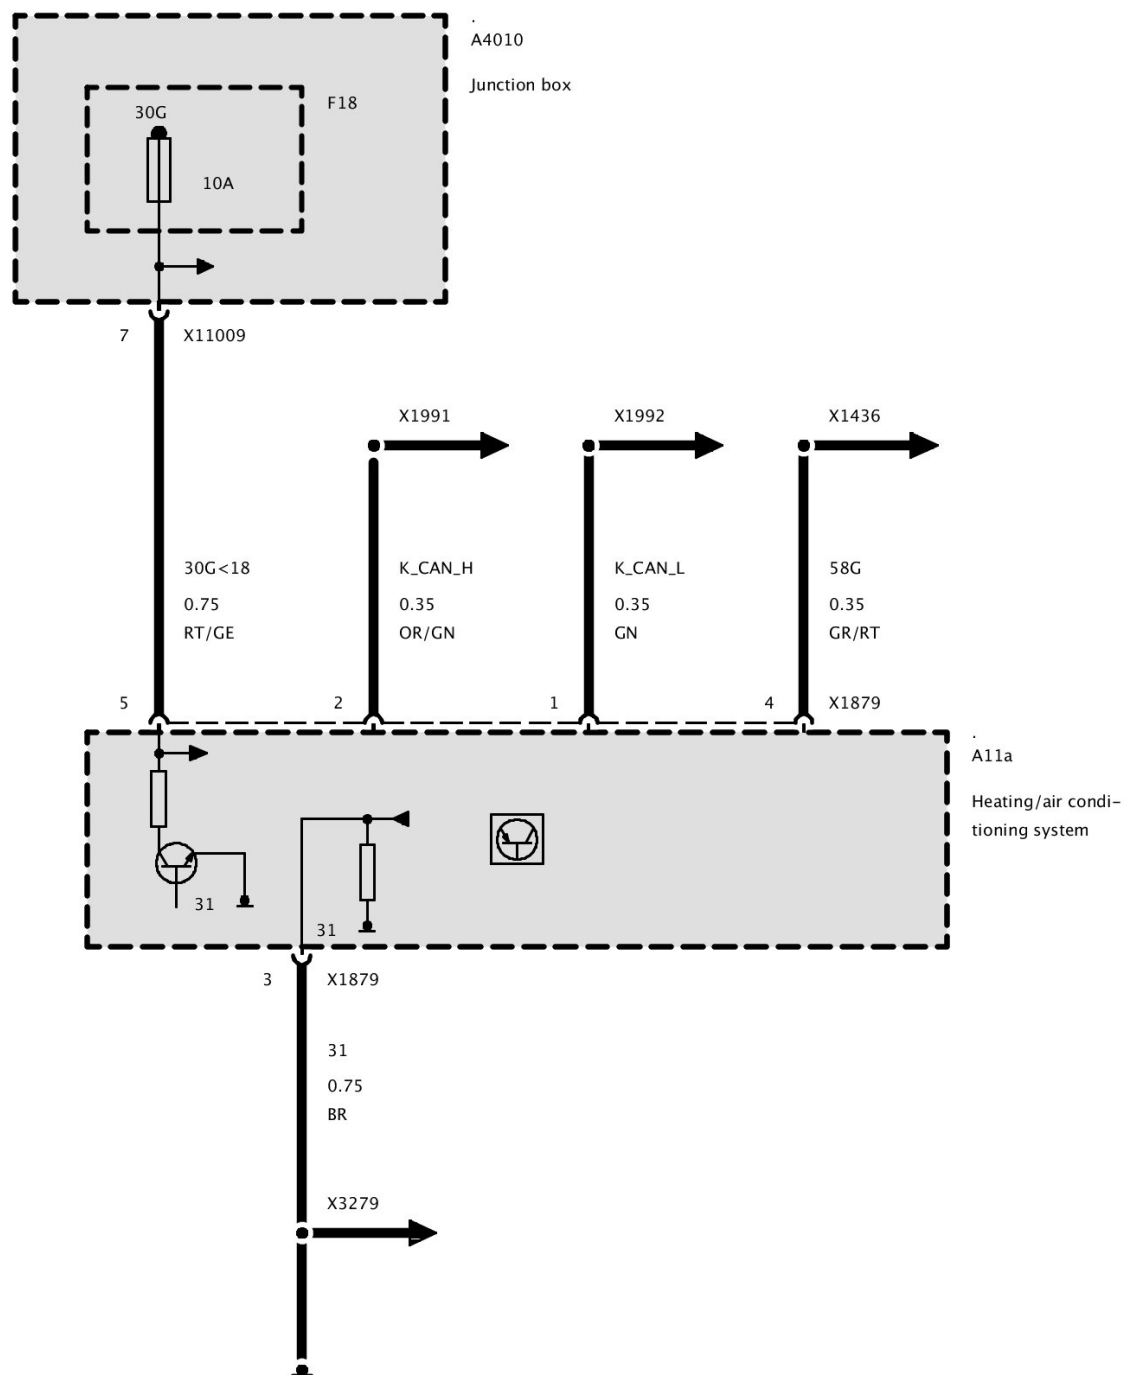 .
A4010
Junction box
F18
30G
10A
7 X11009
X1991 X1992 X1436
30G<18 K_CAN_H K_CAN_L 58G
0.75 0.35 0.35 0.35
RT/GE OR/GN GN GR/RT
5 2 1 4 X1879
.
A11a
Heating/air condi-
tioning system
31
31
3 X1879
31
0.75
BR
X3279